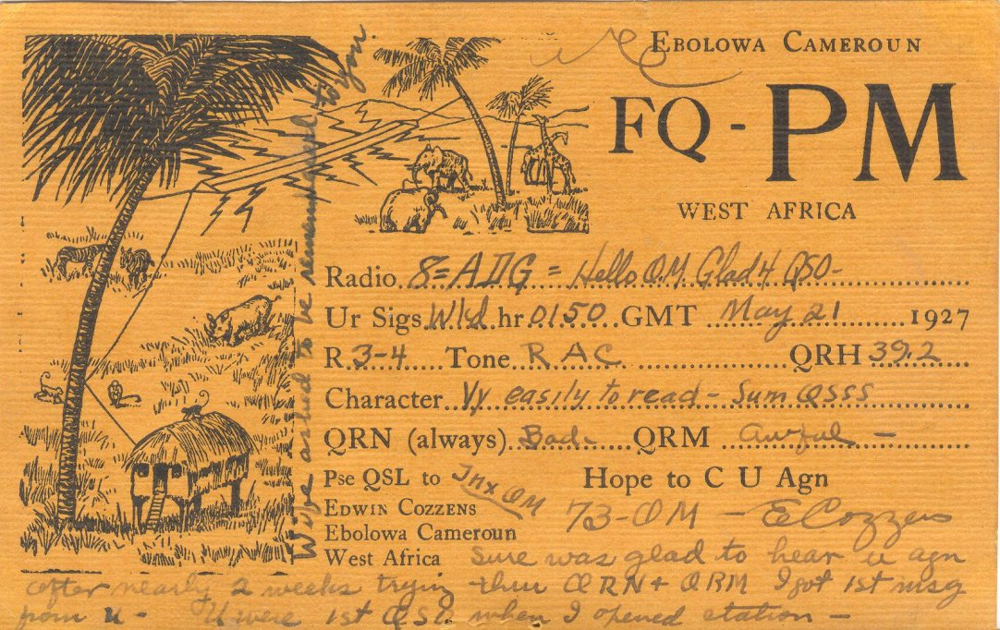 EBOLOWA CAMEROUN
FQ-PM
WEST AFRICA
Radio 8=ADG = Hello OM Glad 4 QSO-
Ur Sigs Wkd hr 0150 GMT May 21 1927
R 3-4 Tone RAC QRH 39.2
Character Vy easily to read - Sum QSSS
QRN (always) Bad- QRM awful -
Pse QSL to Tnx OM Hope to C U Agn
EDWIN COZZENS 73-OM - ECozzens
Ebolowa Cameroun
West Africa Sure was glad to hear u agn
after nearly 2 weeks trying thru QRN + QRM I got 1st msg
from u - U were 1st QSO when I opened station -
Wife asked to be remembered to you.